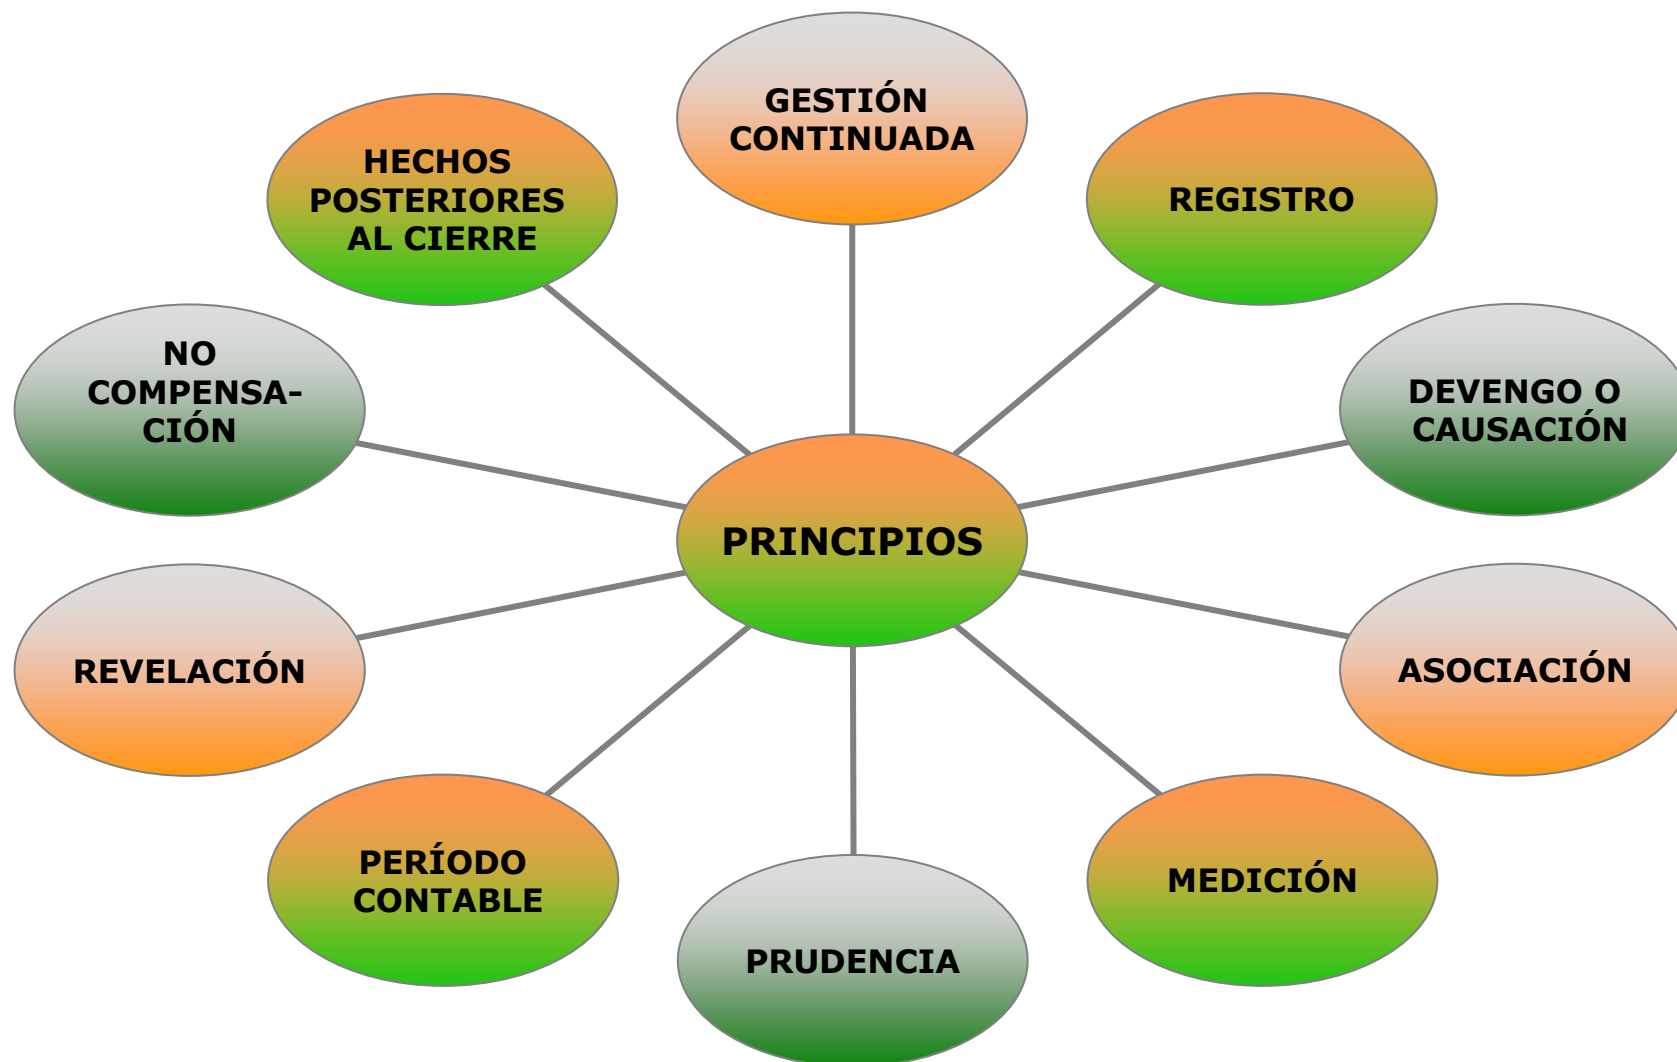 GESTIÓN
CONTINUADA
HECHOS
POSTERIORES
AL CIERRE
REGISTRO
NO
COMPENSA-
CIÓN
DEVENGO O
CAUSACIÓN
PRINCIPIOS
REVELACIÓN
ASOCIACIÓN
PERÍODO
CONTABLE
MEDICIÓN
PRUDENCIA